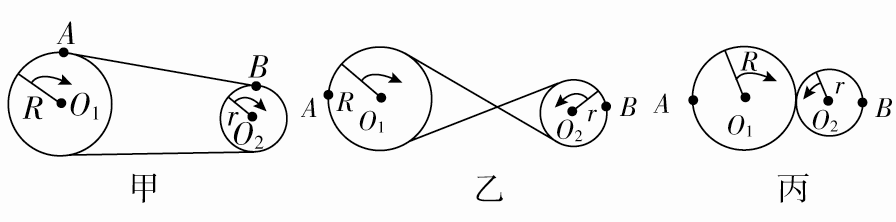 A
B
R O₁
r
O₂
甲
A R
O₁
O₂ r B
乙
A
R
O₁
r
O₂
B
丙